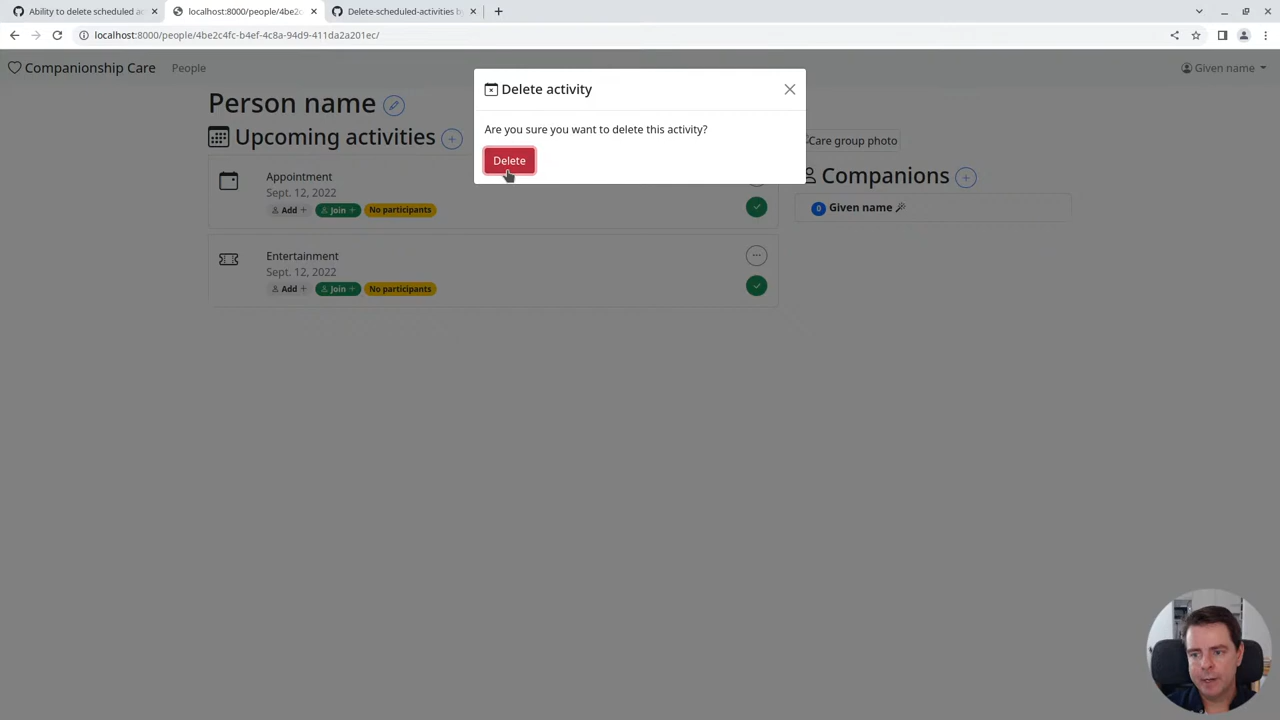 Ability to delete scheduled ac
localhost:8000/people/4be2c
Delete-scheduled-activities by
localhost:8000/people/4be2c4fc-b4ef-4c8a-94d9-411da2a201ec/
Companionship Care
People
Given name
Person name
Upcoming activities
Appointment
Sept. 12, 2022
Add +
Join +
No participants
Entertainment
Sept. 12, 2022
Add +
Join +
No participants
Delete activity
Are you sure you want to delete this activity?
Delete
Care group photo
Companions
0 Given name